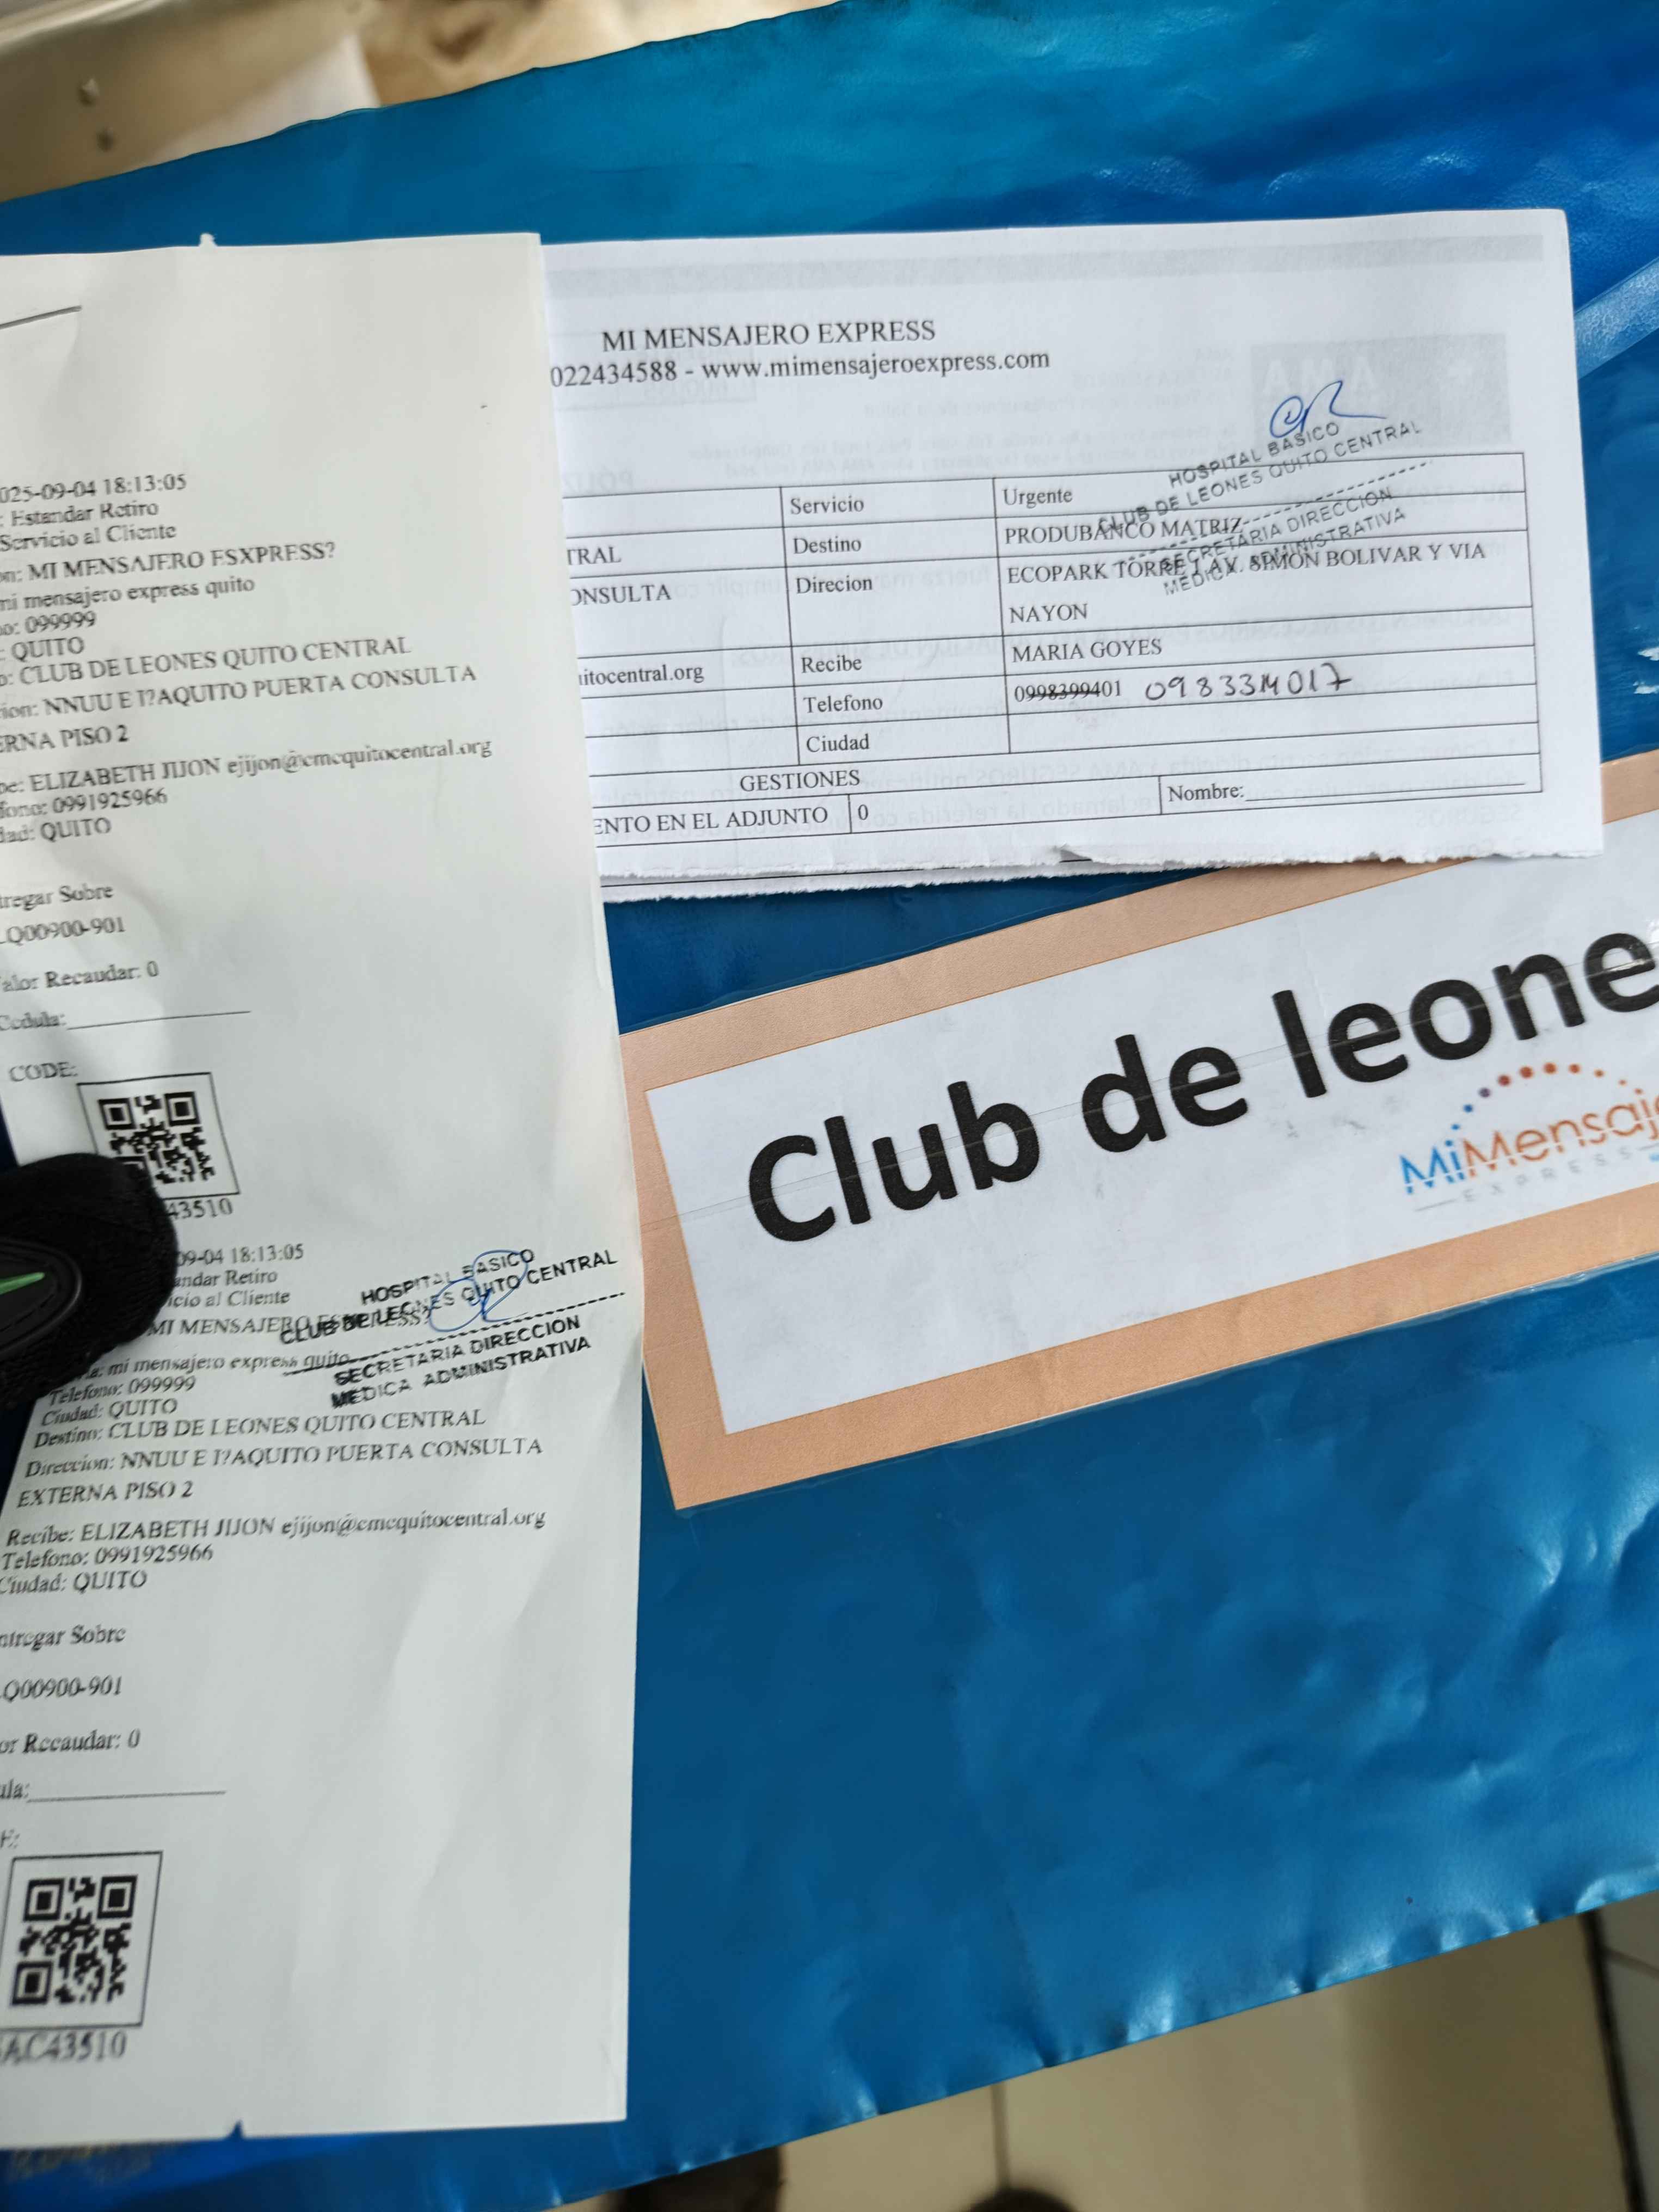 025-09-04 18:13:05
: Estandar Retiro
Servicio al Cliente
on: MI MENSAJERO ESXPRESS?
mi mensajero express quito
no: 099999
: QUITO
o: CLUB DE LEONES QUITO CENTRAL
ion: NNUU E I?AQUITO PUERTA CONSULTA
ERNA PISO 2
be: ELIZABETH JIJON ejijon@cmcquitocentral.org
fono: 0991925966
dad: QUITO
tregar Sobre
LQ00900-901
alor Recaudar: 0
Cedula:
CODE:
43510
09-04 18:13:05
andar Retiro
icio al Cliente
MI MENSAJERO ESXPRESS?
a: mi mensajero express quito
Telefono: 099999
Ciudad: QUITO
Destino: CLUB DE LEONES QUITO CENTRAL
Direccion: NNUU E I?AQUITO PUERTA CONSULTA
EXTERNA PISO 2
Recibe: ELIZABETH JIJON ejijon@cmcquitocentral.org
Telefono: 0991925966
Ciudad: QUITO
ntregar Sobre
LQ00900-901
or Recaudar: 0
ula:
E:
AC43510
HOSPITAL BASICO
CLUB DE LEONES QUITO CENTRAL
SECRETARIA DIRECCION
MEDICA ADMINISTRATIVA
MI MENSAJERO EXPRESS
022434588 - www.mimensajeroexpress.com
HOSPITAL BASICO
CLUB DE LEONES QUITO CENTRAL
SECRETARIA DIRECCION
MEDICA ADMINISTRATIVA
Servicio Urgente
TRAL Destino PRODUBANCO MATRIZ
ONSULTA Direcion ECOPARK TORRE 1 AV. SIMON BOLIVAR Y VIA
NAYON
uitocentral.org Recibe MARIA GOYES
Telefono 0998399401 0983314017
Ciudad
GESTIONES
ENTO EN EL ADJUNTO 0 Nombre:
Club de leone
MiMensaje
EXPRESS